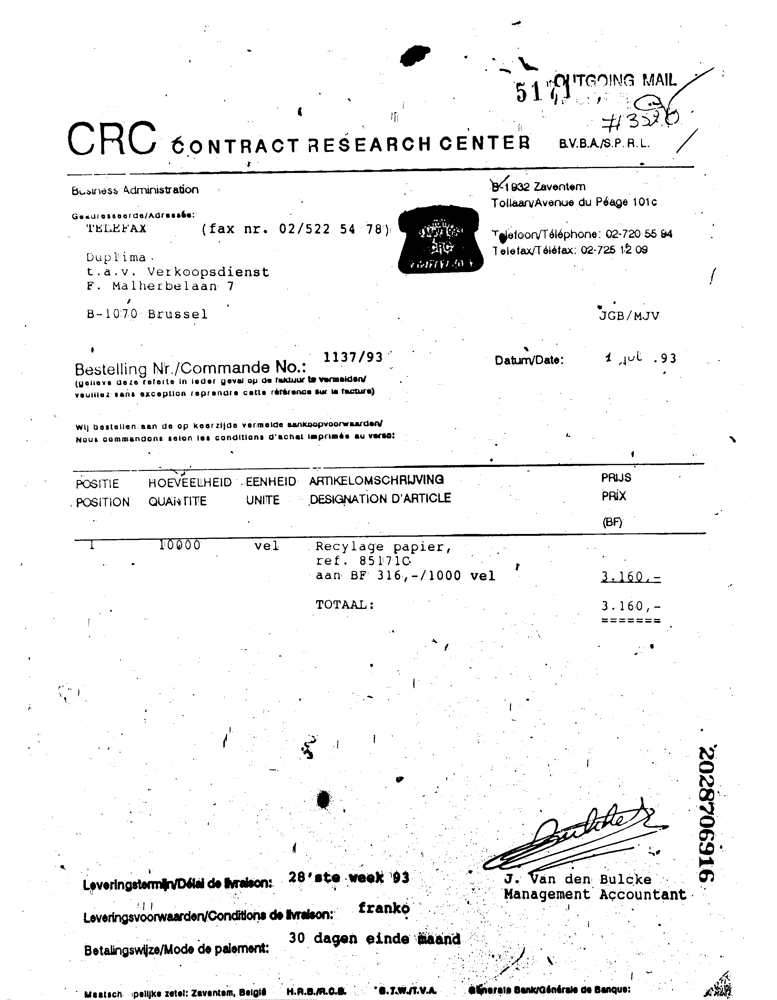 OUTGOING MAIL
5171
CRC CONTRACT RESEARCH CENTER B.V.B.A./S.P.R.L.
Business Administration
B-1932 Zaventem
Tollaan/Avenue du Péage 101c
Geadresseerde/Adressée:
TELEFAX (fax nr. 02/522 54 78)
Telefoon/Téléphone: 02-720 55 94
Telefax/Téléfax: 02-725 12 09
Duplima
t.a.v. Verkoopsdienst
F. Malherbelaan 7
B-1070 Brussel
JGB/MJV
Bestelling Nr./Commande No.: 1137/93
Datum/Date: 1 jul .93
(gelieve deze referte in ieder geval op de faktuur te vermelden/
veuillez sans exception reprendre cette référence sur la facture)
Wij bestellen aan de op keerzijde vermelde aankoopvoorwaarden/
Nous commandons selon les conditions d'achat imprimée au verso:
POSITIE HOEVEELHEID EENHEID ARTIKELOMSCHRIJVING PRIJS
POSITION QUANTITE UNITE DESIGNATION D'ARTICLE PRIX
(BF)
1 10000 vel Recylage papier,
ref. 85171C
aan BF 316,-/1000 vel 3.160,-
TOTAAL: 3.160,-
=======
2028706916
J. Van den Bulcke
Management Accountant
Leveringstermijn/Délai de livraison: 28'ste week '93
Leveringsvoorwaarden/Conditions de livraison: franko
Betalingswijze/Mode de paiement: 30 dagen einde maand
Maatschappelijke zetel: Zaventem, België H.R.B./R.C.B. B.T.W./T.V.A. Générale Bank/Générale de Banque: